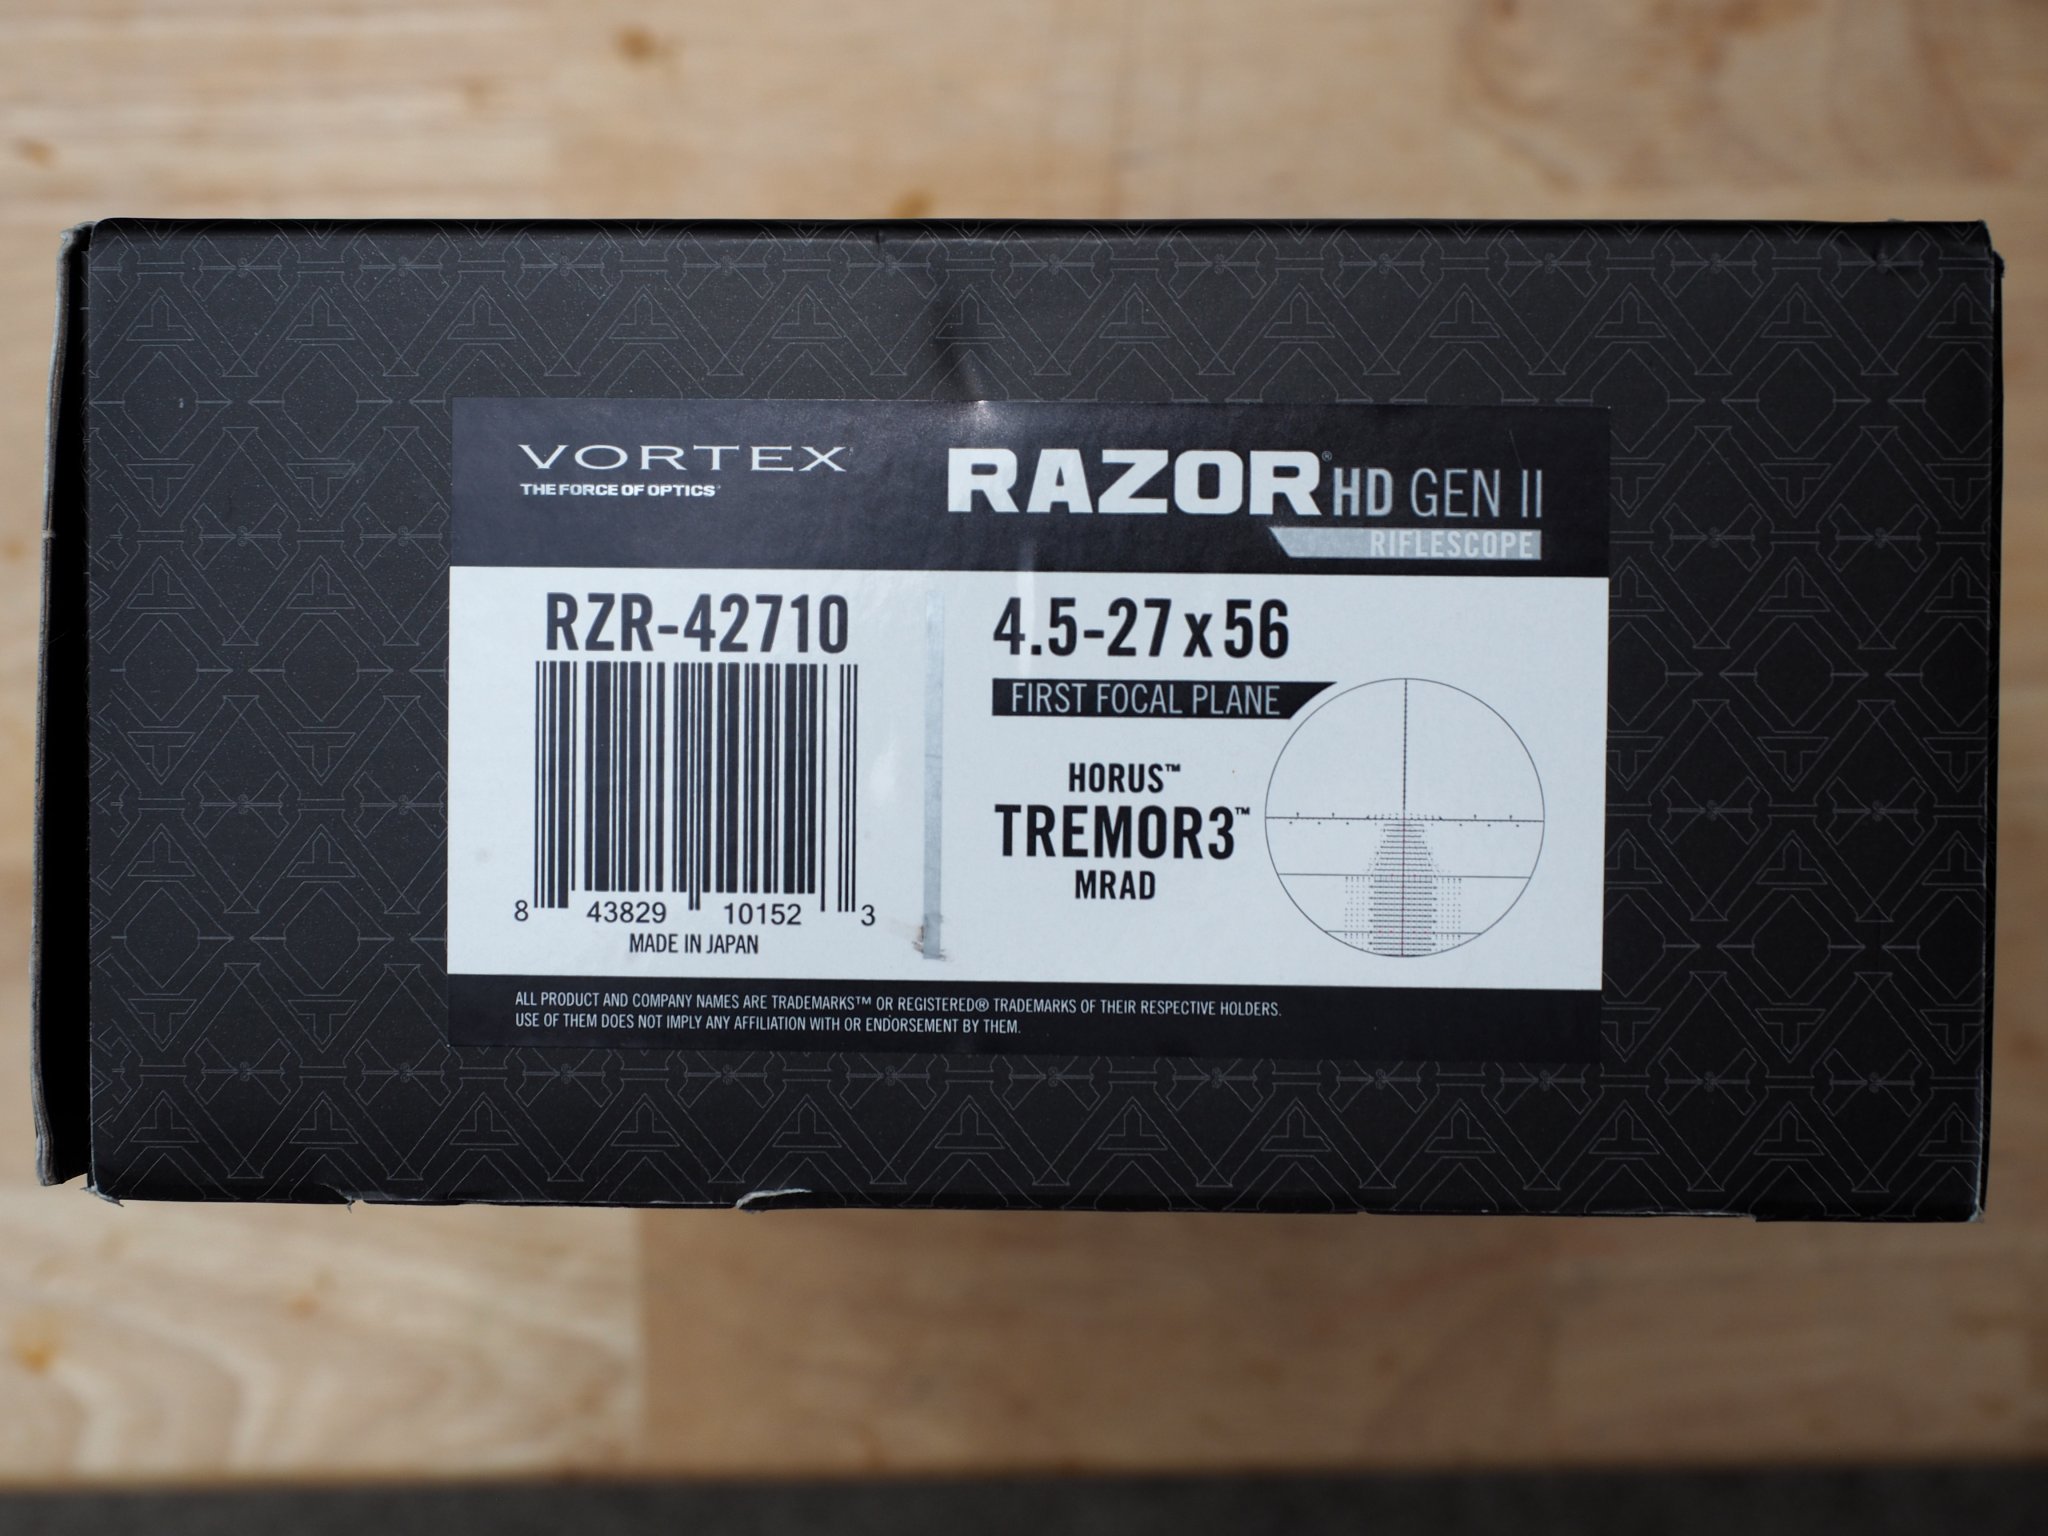 VORTEX
THE FORCE OF OPTICS®
RAZOR® HD GEN II
RIFLESCOPE
RZR-42710
8 43829 10152 3
MADE IN JAPAN
4.5-27 x 56
FIRST FOCAL PLANE
HORUS™
TREMOR3™
MRAD
ALL PRODUCT AND COMPANY NAMES ARE TRADEMARKS™ OR REGISTERED® TRADEMARKS OF THEIR RESPECTIVE HOLDERS.
USE OF THEM DOES NOT IMPLY ANY AFFILIATION WITH OR ENDORSEMENT BY THEM.